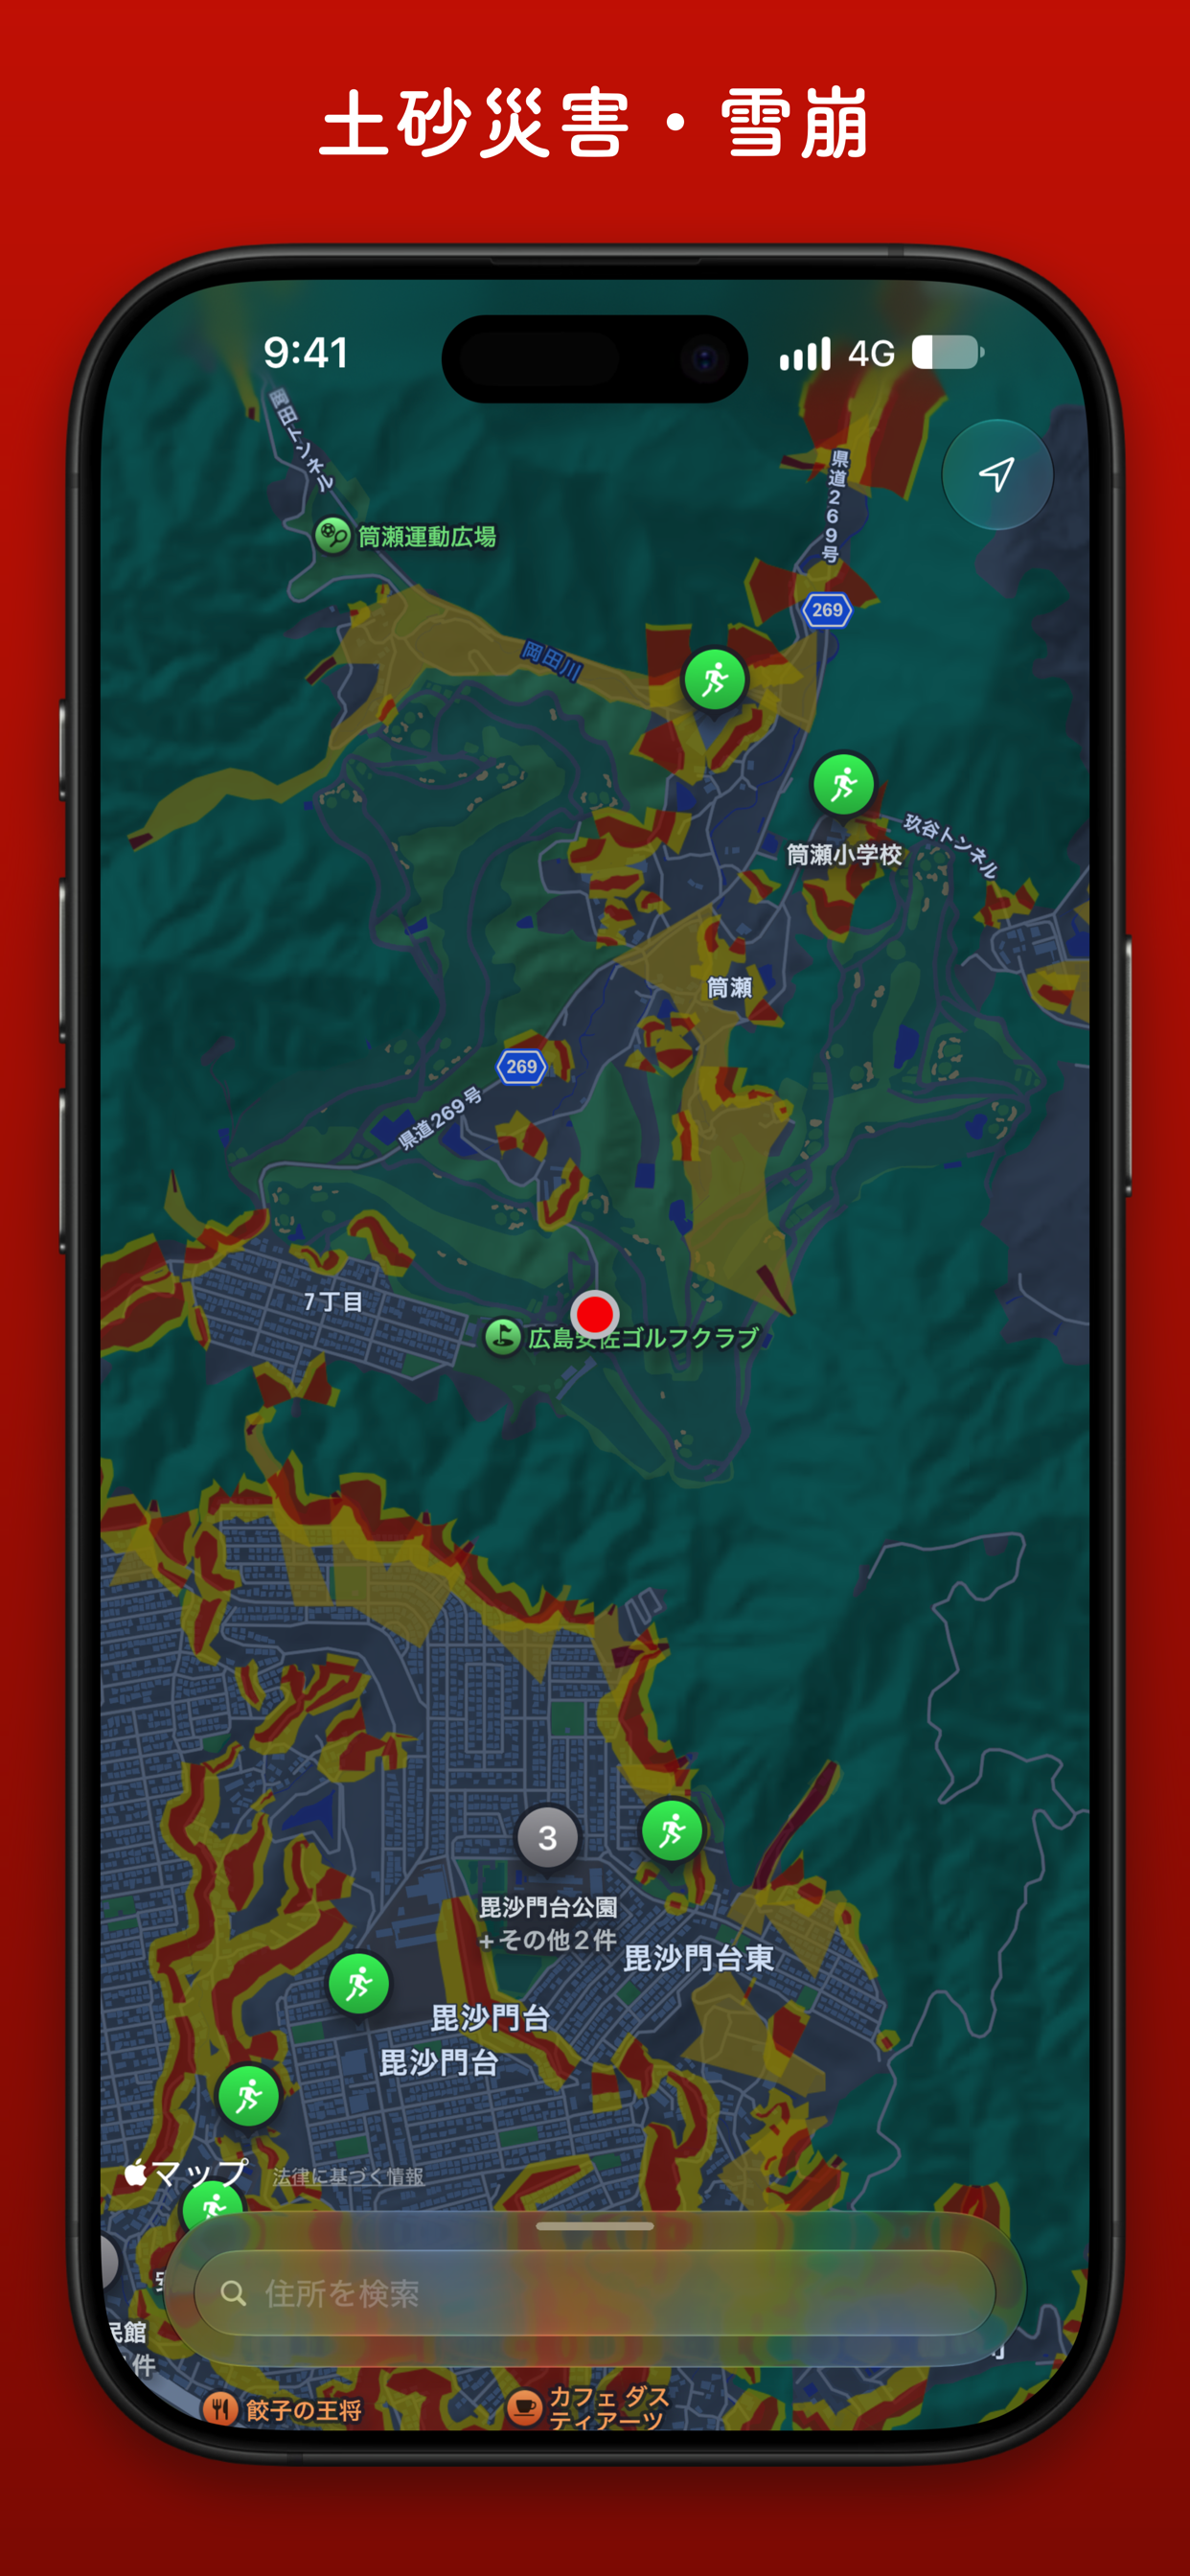 土砂災害・雪崩
9:41
4G
岡田トンネル
県道269号
筒瀬運動広場
269
岡田川
筒瀬小学校
玖谷トンネル
筒瀬
269
県道269号
7丁目
広島安佐ゴルフクラブ
3
毘沙門台公園
+その他2件
毘沙門台東
毘沙門台
毘沙門台
マップ
法律に基づく情報
住所を検索
民館
件
餃子の王将
カフェ ダス
ティアーツ